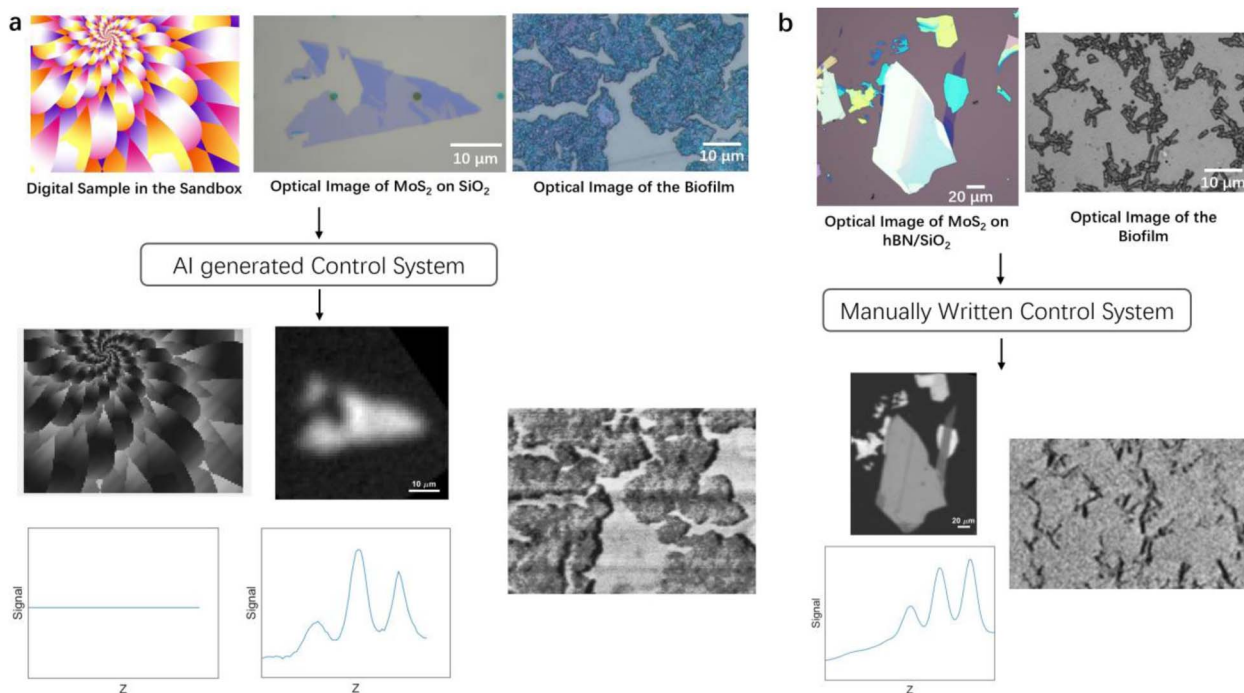 a
10 μm
10 μm
Digital Sample in the Sandbox
Optical Image of MoS₂ on SiO₂
Optical Image of the Biofilm
AI generated Control System
10 μm
Signal
Z
Signal
Z
b
20 μm
10 μm
Optical Image of MoS₂ on
hBN/SiO₂
Optical Image of the
Biofilm
Manually Written Control System
20 μm
Signal
Z